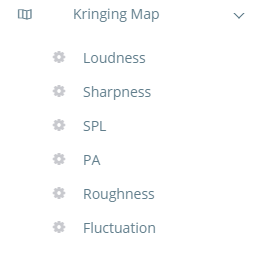 Kringing Map
Loudness
Sharpness
SPL
PA
Roughness
Fluctuation